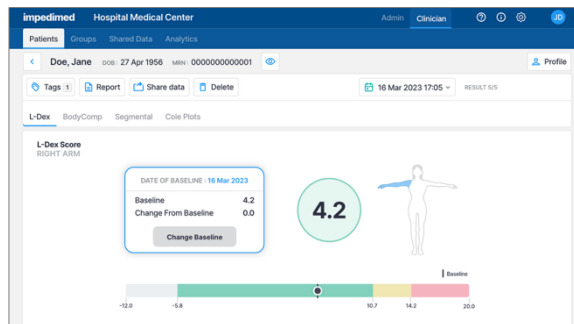 impedimed Hospital Medical Center Admin Clinician JD
Patients Groups Shared Data Analytics
Doe, Jane DOB: 27 Apr 1956 MRN: 0000000000001 Profile
Tags 1 Report Share data Delete 16 Mar 2023 17:05 RESULT 5/5
L-Dex BodyComp Segmental Cole Plots
L-Dex Score
RIGHT ARM
DATE OF BASELINE : 16 Mar 2023
Baseline 4.2
Change From Baseline 0.0
Change Baseline
4.2
Baseline
-12.0 -5.8 10.7 14.2 20.0